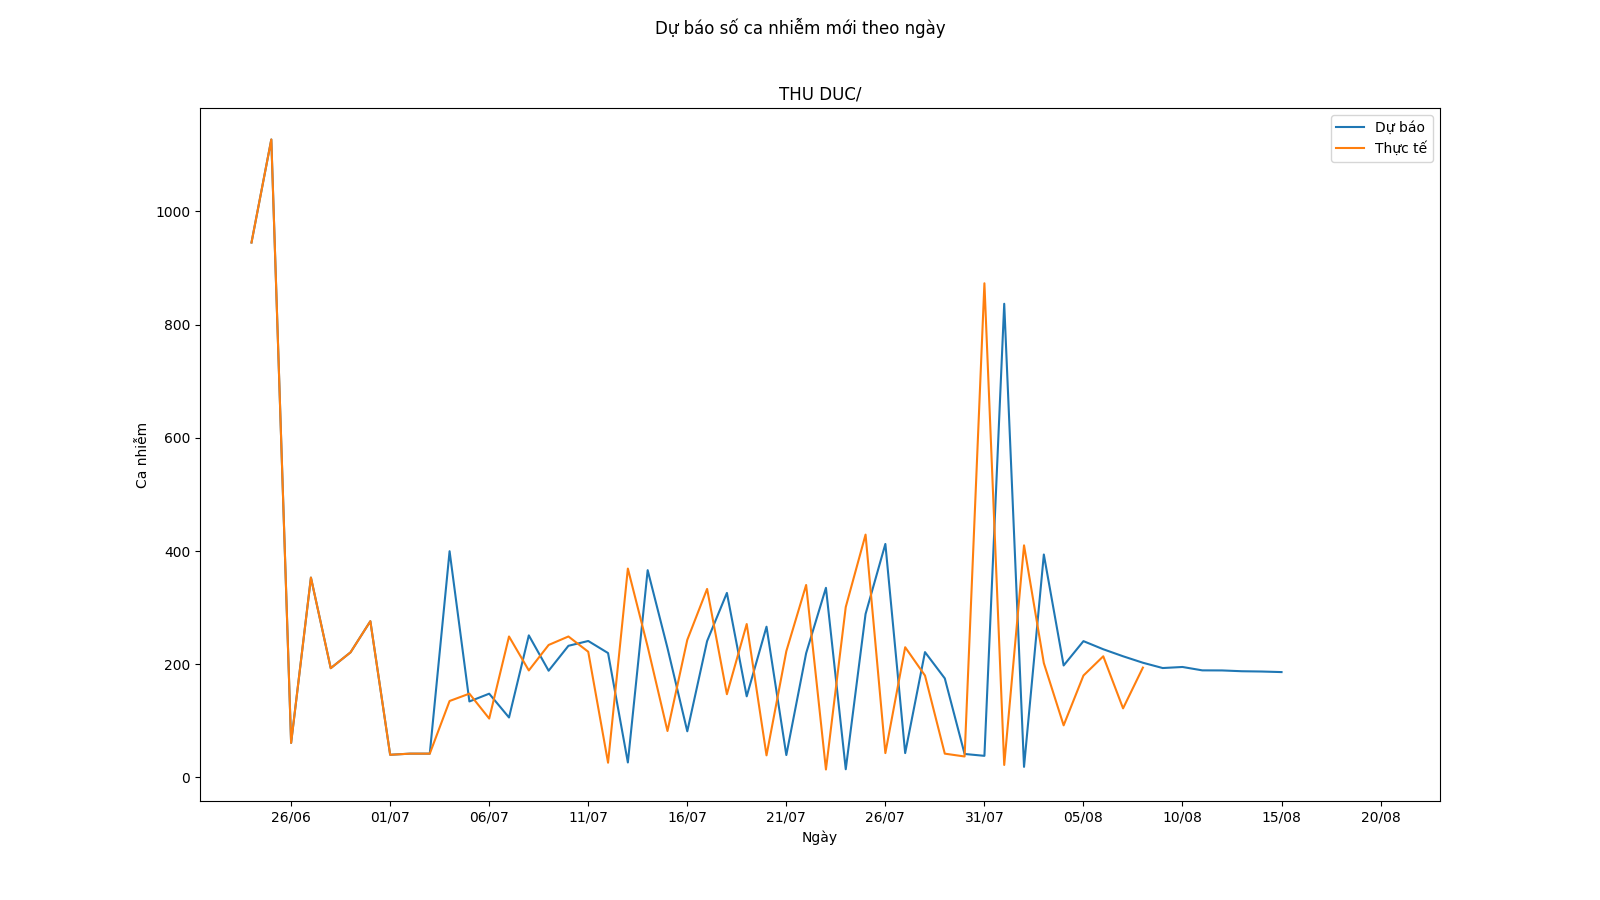 Dự báo số ca nhiễm mới theo ngày
THU DUC/
Dự báo
Thực tế
Ca nhiễm
1000
800
600
400
200
0
26/06 01/07 06/07 11/07 16/07 21/07 26/07 31/07 05/08 10/08 15/08 20/08
Ngày